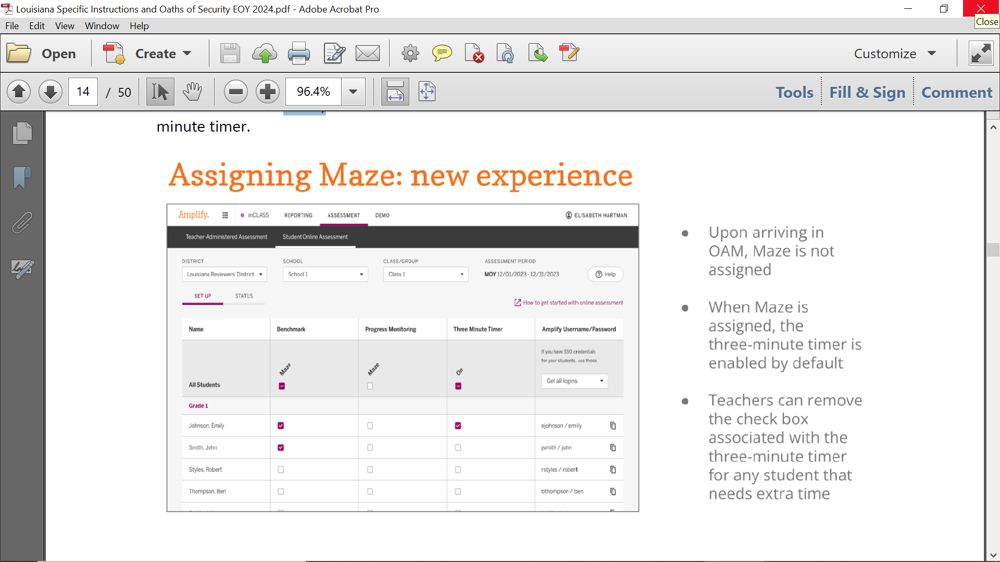 Louisiana Specific Instructions and Oaths of Security EOY 2024.pdf - Adobe Acrobat Pro
Close
File Edit View Window Help
Open Create Customize
14 / 50 96.4% Tools Fill & Sign Comment
minute timer.
Assigning Maze: new experience
Amplify. mCLASS REPORTING ASSESSMENT DEMO ELISABETH HARTMAN
Teacher-Administered Assessment Student Online Assessment
DISTRICT SCHOOL CLASS/GROUP ASSESSMENT PERIOD
Louisiana Reviewers' District School 1 Class 1 MOY 12/01/2023 - 12/31/2023 Help
SET UP STATUS
How to get started with online assessment
Name Benchmark Progress Monitoring Three Minute Timer Amplify Username/Password
If you have SSO credentials
for your students, use those.
Maze Maze On
Get all logins
All Students
Grade 1
Johnson, Emily ejohnson / emily
Smith, John jsmith / john
Styles, Robert rstyles / robert
Thompson, Ben bthompson / ben
• Upon arriving in
OAM, Maze is not
assigned
• When Maze is
assigned, the
three-minute timer is
enabled by default
• Teachers can remove
the check box
associated with the
three-minute timer
for any student that
needs extra time